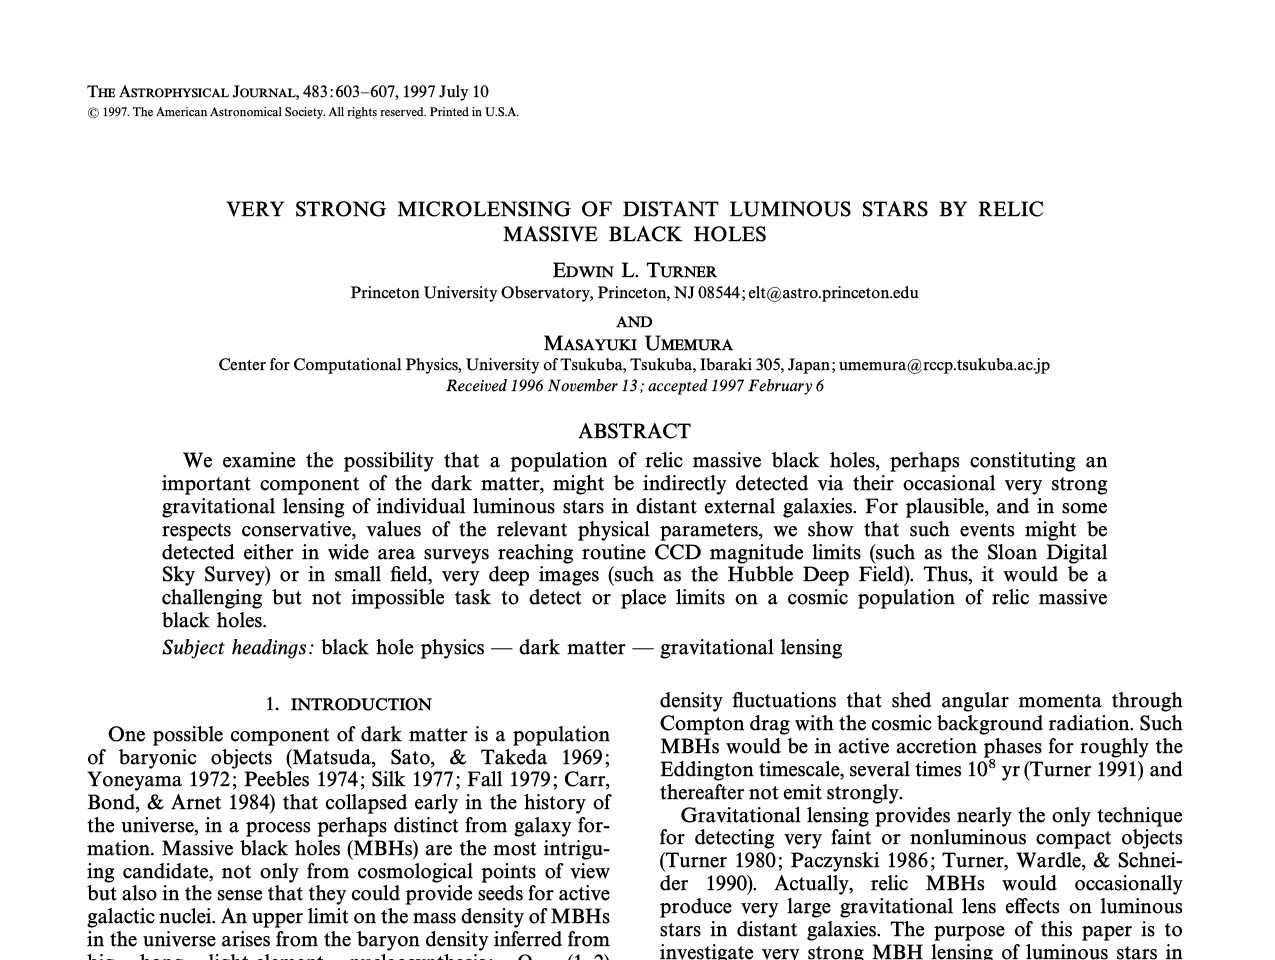 THE ASTROPHYSICAL JOURNAL, 483:603–607, 1997 July 10
© 1997. The American Astronomical Society. All rights reserved. Printed in U.S.A.
VERY STRONG MICROLENSING OF DISTANT LUMINOUS STARS BY RELIC
MASSIVE BLACK HOLES
EDWIN L. TURNER
Princeton University Observatory, Princeton, NJ 08544; elt@astro.princeton.edu
AND
MASAYUKI UMEMURA
Center for Computational Physics, University of Tsukuba, Tsukuba, Ibaraki 305, Japan; umemura@rccp.tsukuba.ac.jp
Received 1996 November 13; accepted 1997 February 6
ABSTRACT
We examine the possibility that a population of relic massive black holes, perhaps constituting an
important component of the dark matter, might be indirectly detected via their occasional very strong
gravitational lensing of individual luminous stars in distant external galaxies. For plausible, and in some
respects conservative, values of the relevant physical parameters, we show that such events might be
detected either in wide area surveys reaching routine CCD magnitude limits (such as the Sloan Digital
Sky Survey) or in small field, very deep images (such as the Hubble Deep Field). Thus, it would be a
challenging but not impossible task to detect or place limits on a cosmic population of relic massive
black holes.
Subject headings: black hole physics — dark matter — gravitational lensing
1. INTRODUCTION
One possible component of dark matter is a population
of baryonic objects (Matsuda, Sato, & Takeda 1969;
Yoneyama 1972; Peebles 1974; Silk 1977; Fall 1979; Carr,
Bond, & Arnet 1984) that collapsed early in the history of
the universe, in a process perhaps distinct from galaxy for-
mation. Massive black holes (MBHs) are the most intrigu-
ing candidate, not only from cosmological points of view
but also in the sense that they could provide seeds for active
galactic nuclei. An upper limit on the mass density of MBHs
in the universe arises from the baryon density inferred from
density fluctuations that shed angular momenta through
Compton drag with the cosmic background radiation. Such
MBHs would be in active accretion phases for roughly the
Eddington timescale, several times 10⁸ yr (Turner 1991) and
thereafter not emit strongly.
Gravitational lensing provides nearly the only technique
for detecting very faint or nonluminous compact objects
(Turner 1980; Paczynski 1986; Turner, Wardle, & Schnei-
der 1990). Actually, relic MBHs would occasionally
produce very large gravitational lens effects on luminous
stars in distant galaxies. The purpose of this paper is to
investigate very strong MBH lensing of luminous stars in